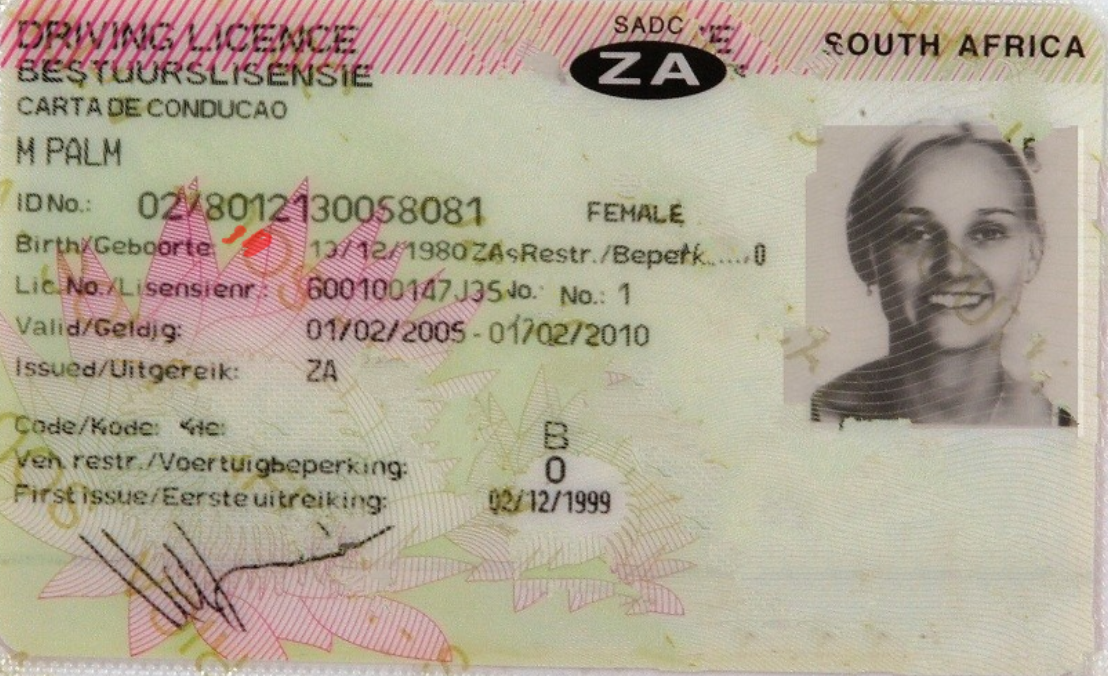 DRIVING LICENCE
BESTUURSLISENSIE
CARTA DE CONDUCAO
SADC
ZA
SOUTH AFRICA
M PALM
ID No.: 02/8012130058081 FEMALE
Birth/Geboorte 13/12/1980 ZA Restr./Beperk.....0
Lic.No./Lisensienr.: 600100147J35 No.: 1
Valid/Geldig: 01/02/2005 - 01/02/2010
Issued/Uitgereik: ZA
Code/Kode: B
Veh. restr./Voertuigbeperking: 0
First issue/Eerste uitreiking: 02/12/1999